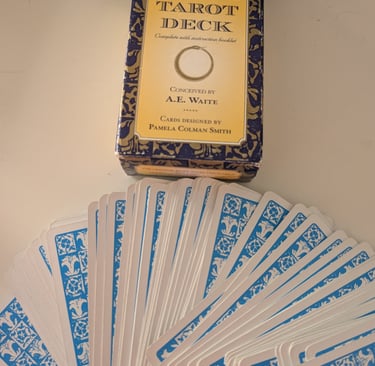 TAROT
DECK
Complete with instruction booklet
CONCEIVED BY
A.E. WAITE
CARDS DESIGNED BY
PAMELA COLMAN SMITH